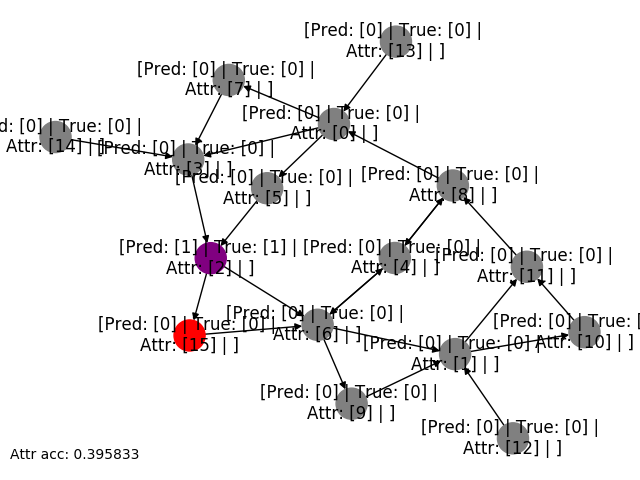 [Pred: [0] | True: [0] |
Attr: [13] | ]
[Pred: [0] | True: [0] |
Attr: [7] | ]
[Pred: [0] | True: [0] |
Attr: [0] | ]
d: [0] | True: [0] |
Attr: [14] | ]
[Pred: [0] | True: [0] |
Attr: [3] | ]
[Pred: [0] | True: [0] |
Attr: [5] | ]
[Pred: [0] | True: [0] |
Attr: [8] | ]
[Pred: [1] | True: [1] |
Attr: [2] | ]
[Pred: [0] | True: [0] |
Attr: [4] | ]
[Pred: [0] | True: [0] |
Attr: [11] | ]
[Pred: [0] | True: [0] |
Attr: [15] | ]
[Pred: [0] | True: [0] |
Attr: [6] | ]
[Pred: [0] | True: [0] |
Attr: [1] | ]
[Pred: [0] | True: [
Attr: [10] | ]
[Pred: [0] | True: [0] |
Attr: [9] | ]
[Pred: [0] | True: [0] |
Attr: [12] | ]
Attr acc: 0.395833